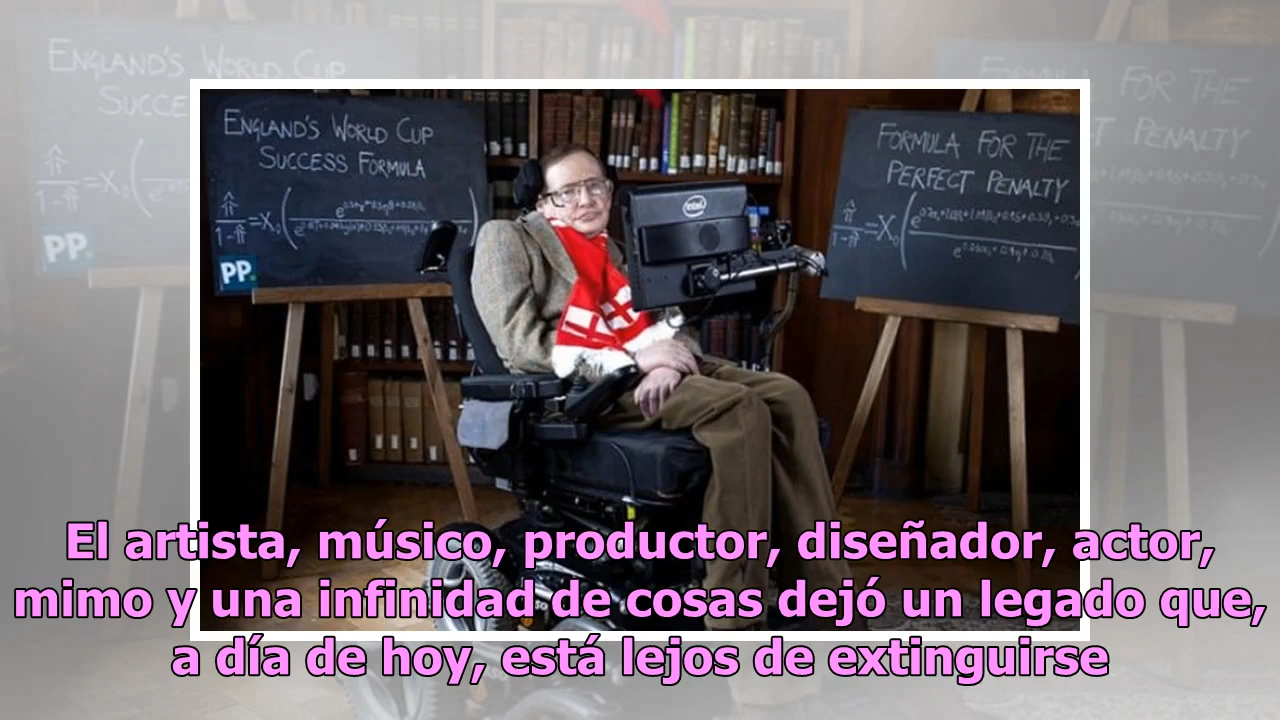 ENGLAND'S WORLD CUP
SUCCESS FORMULA
PP.
intel
FORMULA FOR THE
PERFECT PENALTY
El artista, músico, productor, diseñador, actor,
mimo y una infinidad de cosas dejó un legado que,
a día de hoy, está lejos de extinguirse